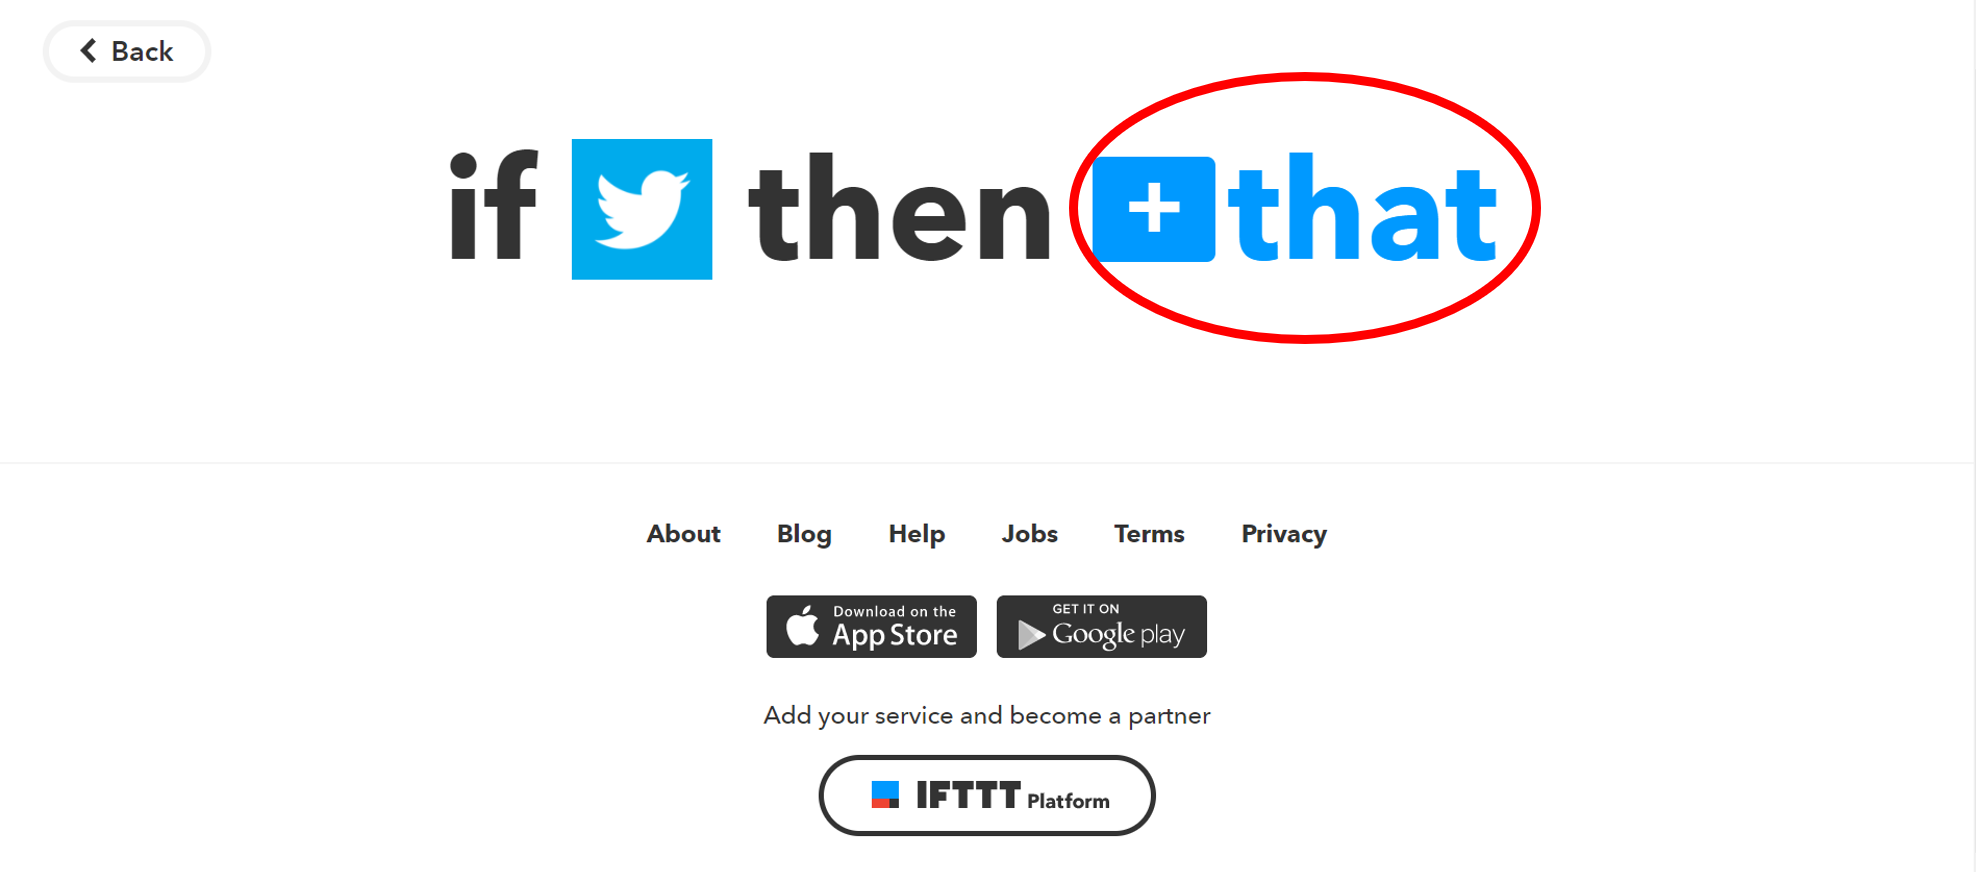 Back
if then + that
About Blog Help Jobs Terms Privacy
Download on the
App Store
GET IT ON
Google play
Add your service and become a partner
IFTTT Platform